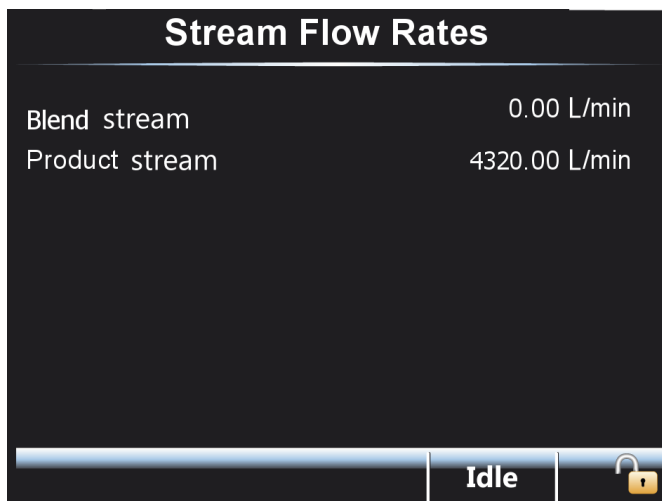 Stream Flow Rates
Blend stream 0.00 L/min
Product stream 4320.00 L/min
Idle